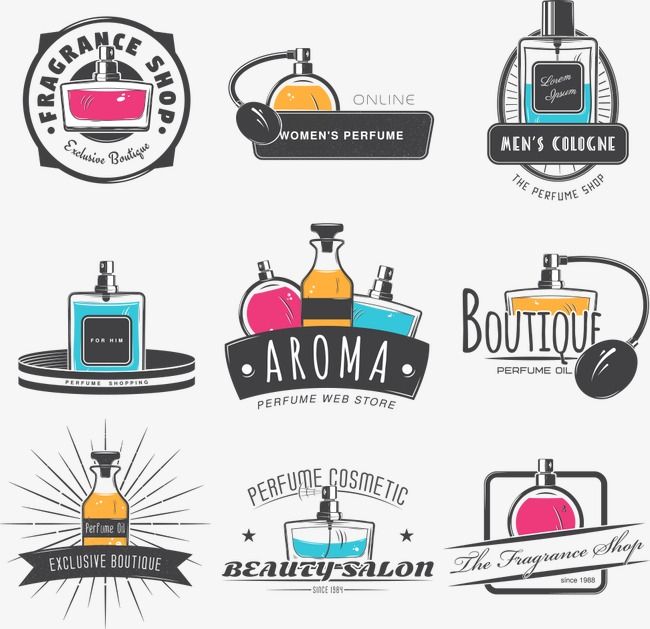 FRAGRANCE SHOP
Exclusive Boutique
ONLINE
WOMEN'S PERFUME
Lorem
Ipsum
MEN'S COLOGNE
THE PERFUME SHOP
FOR HIM
PERFUME SHOPPING
AROMA
PERFUME WEB STORE
BOUTIQUE
PERFUME OIL
Perfume Oil
EXCLUSIVE BOUTIQUE
PERFUME COSMETIC
BEAUTY SALON
SINCE 1984
The Fragrance Shop
since 1988